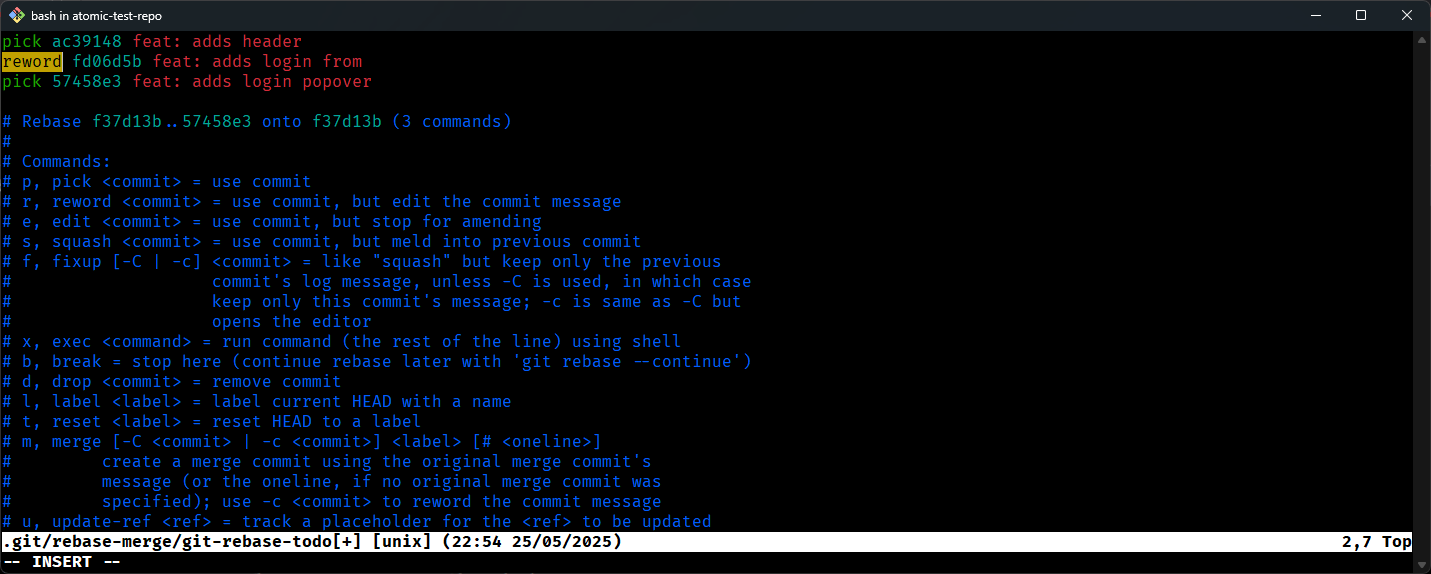 bash in atomic-test-repo
pick ac39148 feat: adds header
reword fd06d5b feat: adds login from
pick 57458e3 feat: adds login popover
# Rebase f37d13b..57458e3 onto f37d13b (3 commands)
#
# Commands:
# p, pick <commit> = use commit
# r, reword <commit> = use commit, but edit the commit message
# e, edit <commit> = use commit, but stop for amending
# s, squash <commit> = use commit, but meld into previous commit
# f, fixup [-C | -c] <commit> = like "squash" but keep only the previous
#                    commit's log message, unless -C is used, in which case
#                    keep only this commit's message; -c is same as -C but
#                    opens the editor
# x, exec <command> = run command (the rest of the line) using shell
# b, break = stop here (continue rebase later with 'git rebase --continue')
# d, drop <commit> = remove commit
# l, label <label> = label current HEAD with a name
# t, reset <label> = reset HEAD to a label
# m, merge [-C <commit> | -c <commit>] <label> [# <oneline>]
#         create a merge commit using the original merge commit's
#         message (or the oneline, if no original merge commit was
#         specified); use -c <commit> to reword the commit message
# u, update-ref <ref> = track a placeholder for the <ref> to be updated
.git/rebase-merge/git-rebase-todo[+] [unix] (22:54 25/05/2025) 2,7 Top
-- INSERT --